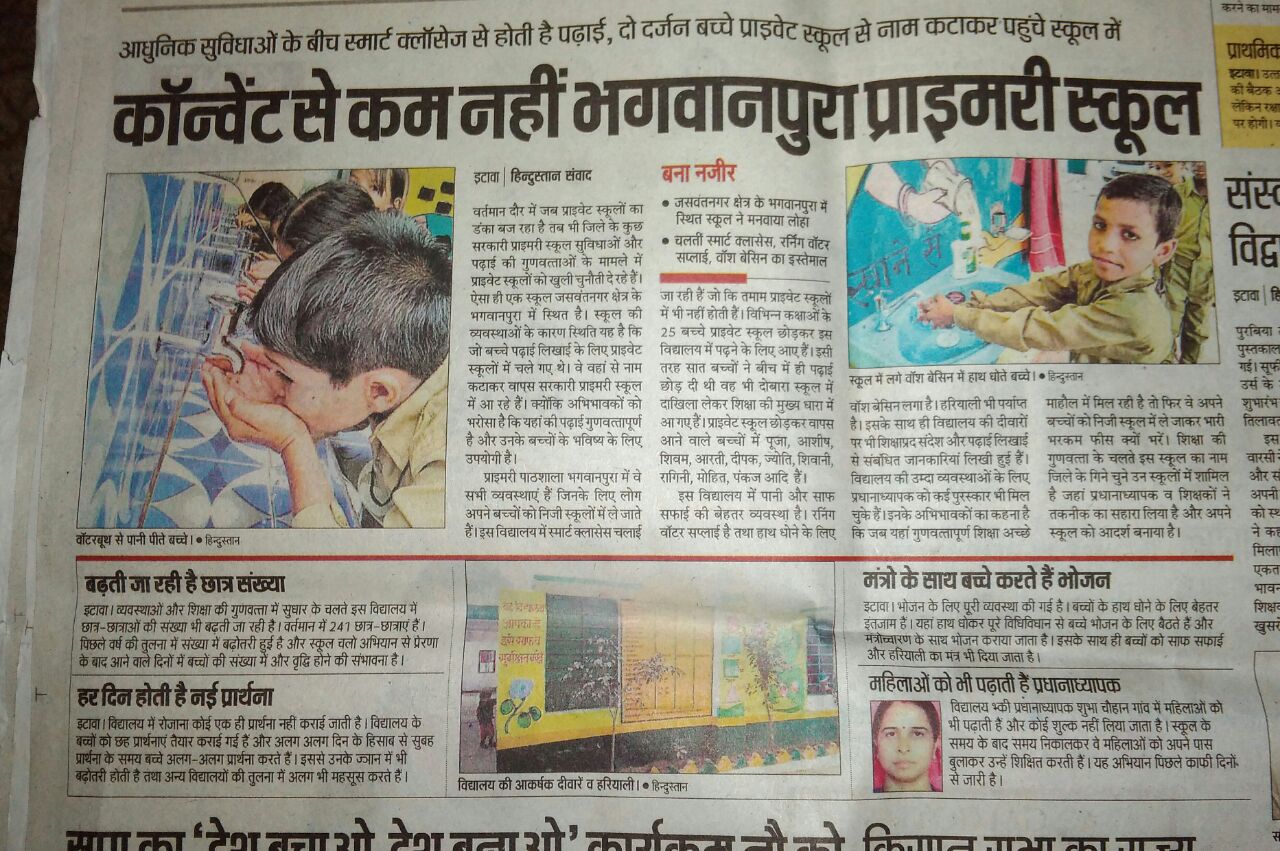 आधुनिक सुविधाओं के बीच स्मार्ट क्लॉसेज से होती है पढ़ाई, दो दर्जन बच्चे प्राइवेट स्कूल से नाम कटाकर पहुंचे स्कूल में
कॉन्वेंट से कम नहीं भगवानपुरा प्राइमरी स्कूल
वॉटरबूथ से पानी पीते बच्चे। ● हिन्दुस्तान
इटावा | हिन्दुस्तान संवाद
वर्तमान दौर में जब प्राइवेट स्कूलों का
डंका बज रहा है तब भी जिले के कुछ
सरकारी प्राइमरी स्कूल सुविधाओं और
पढ़ाई की गुणवत्ताओं के मामले में
प्राइवेट स्कूलों को खुली चुनौती दे रहे हैं।
ऐसा ही एक स्कूल जसवंतनगर क्षेत्र के
भगवानपुरा में स्थित है। स्कूल की
व्यवस्थाओं के कारण स्थिति यह है कि
जो बच्चे पढ़ाई लिखाई के लिए प्राइवेट
स्कूलों में चले गए थे। वे वहां से नाम
कटाकर वापस सरकारी प्राइमरी स्कूल
में आ रहे हैं। क्योंकि अभिभावकों को
भरोसा है कि यहां की पढ़ाई गुणवत्तापूर्ण
है और उनके बच्चों के भविष्य के लिए
उपयोगी है।
प्राइमरी पाठशाला भगवानपुरा में वे
सभी व्यवस्थाएं हैं जिनके लिए लोग
अपने बच्चों को निजी स्कूलों में ले जाते
हैं। इस विद्यालय में स्मार्ट क्लासेस चलाई
बना नजीर
● जसवंतनगर क्षेत्र के भगवानपुरा में
स्थित स्कूल ने मनवाया लोहा
● चलतीं स्मार्ट क्लासेस, रर्निंग वॉटर
सप्लाई, वॉश बेसिन का इस्तेमाल
जा रही हैं जो कि तमाम प्राइवेट स्कूलों
में भी नहीं होती हैं। विभिन्न कक्षाओं के
25 बच्चे प्राइवेट स्कूल छोड़कर इस
विद्यालय में पढ़ने के लिए आए हैं। इसी
तरह सात बच्चों ने बीच में ही पढ़ाई
छोड़ दी थी वह भी दोबारा स्कूल में
दाखिला लेकर शिक्षा की मुख्य धारा में
आ गए हैं। प्राइवेट स्कूल छोड़कर वापस
आने वाले बच्चों में पूजा, आशीष,
शिवम, आरती, दीपक, ज्योति, शिवानी,
रागिनी, मोहित, पंकज आदि हैं।
इस विद्यालय में पानी और साफ
सफाई की बेहतर व्यवस्था है। रनिंग
वॉटर सप्लाई है तथा हाथ धोने के लिए
खाने से
स्कूल में लगे वॉश बेसिन में हाथ धोते बच्चे। ● हिन्दुस्तान
वॉश बेसिन लगा है। हरियाली भी पर्याप्त
है। इसके साथ ही विद्यालय की दीवारों
पर भी शिक्षाप्रद संदेश और पढ़ाई लिखाई
से संबधित जानकारियां लिखी हुई हैं।
विद्यालय की उम्दा व्यवस्थाओं के लिए
प्रधानाध्यापक को कई पुरस्कार भी मिल
चुके हैं। इनके अभिभावकों का कहना है
कि जब यहां गुणवत्तापूर्ण शिक्षा अच्छे
माहौल में मिल रही है तो फिर वे अपने
बच्चों को निजी स्कूल में ले जाकर भारी
भरकम फीस क्यों भरें। शिक्षा की
गुणवत्ता के चलते इस स्कूल का नाम
जिले के गिने चुने उन स्कूलों में शामिल
है जहां प्रधानाध्यापक व शिक्षकों ने
तकनीक का सहारा लिया है और अपने
स्कूल को आदर्श बनाया है।
बढ़ती जा रही है छात्र संख्या
इटावा। व्यवस्थाओं और शिक्षा की गुणवत्ता में सुधार के चलते इस विद्यालय में
छात्र-छात्राओं की संख्या भी बढ़ती जा रही है। वर्तमान में 241 छात्र-छात्राएं हैं।
पिछले वर्ष की तुलना में संख्या में बढ़ोतरी हुई है और स्कूल चलो अभियान से प्रेरणा
के बाद आने वाले दिनों में बच्चों की संख्या में और वृद्धि होने की संभावना है।
हर दिन होती है नई प्रार्थना
इटावा। विद्यालय में रोजाना कोई एक ही प्रार्थना नहीं कराई जाती है। विद्यालय के
बच्चों को छह प्रार्थनाएं तैयार कराई गई हैं और अलग अलग दिन के हिसाब से सुबह
प्रार्थना के समय बच्चे अलग-अलग प्रार्थना करते हैं। इससे उनके ज्यान में भी
बढ़ोतरी होती है तथा अन्य विद्यालयों की तुलना में अलग भी महसूस करते हैं।
विद्यालय की आकर्षक दीवारें व हरियाली। ● हिन्दुस्तान
मंत्रो के साथ बच्चे करते हैं भोजन
इटावा। भोजन के लिए पूरी व्यवस्था की गई है। बच्चों के हाथ धोने के लिए बेहतर
इंतजाम हैं। यहां हाथ धोकर पूरे विधिविधान से बच्चे भोजन के लिए बैठते हैं और
मंत्रोच्चारण के साथ भोजन कराया जाता है। इसके साथ ही बच्चों को साफ सफाई
और हरियाली का मंत्र भी दिया जाता है।
महिलाओं को भी पढ़ाती हैं प्रधानाध्यापक
विद्यालय भ्की प्रधानाध्यापक शुभा चौहान गांव में महिलाओं को
भी पढ़ाती हैं और कोई शुल्क नहीं लिया जाता है। स्कूल के
समय के बाद समय निकालकर वे महिलाओं को अपने पास
बुलाकर उन्हें शिक्षित करती हैं। यह अभियान पिछले काफी दिनों
से जारी है।
करने का माम
प्राथमिक
इटावा। उत्त
की बैठक
लेकिन रक्ष
पर होगी।
संस्
विद्व
इटावा |
पुरबिया
पुस्तकाल
गई। सूफी
उर्स के
शुभारंभ
तिलावत
सपा का 'देश बचाओ, देश बनाओ' कार्यक्रम नौ को